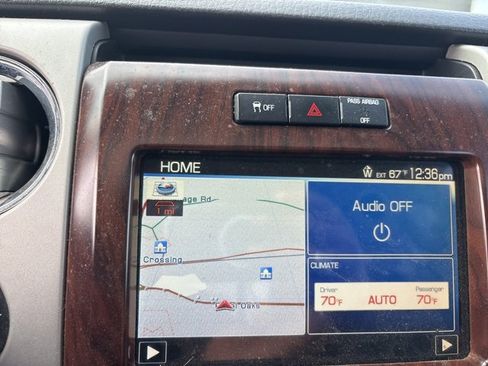 OFF
PASS AIRBAG
OFF
HOME
W EXT 67°F 12:36pm
age Rd
1 mi
Audio OFF
Crossing
CLIMATE
Driver Passenger
70°F AUTO 70°F
Oaks